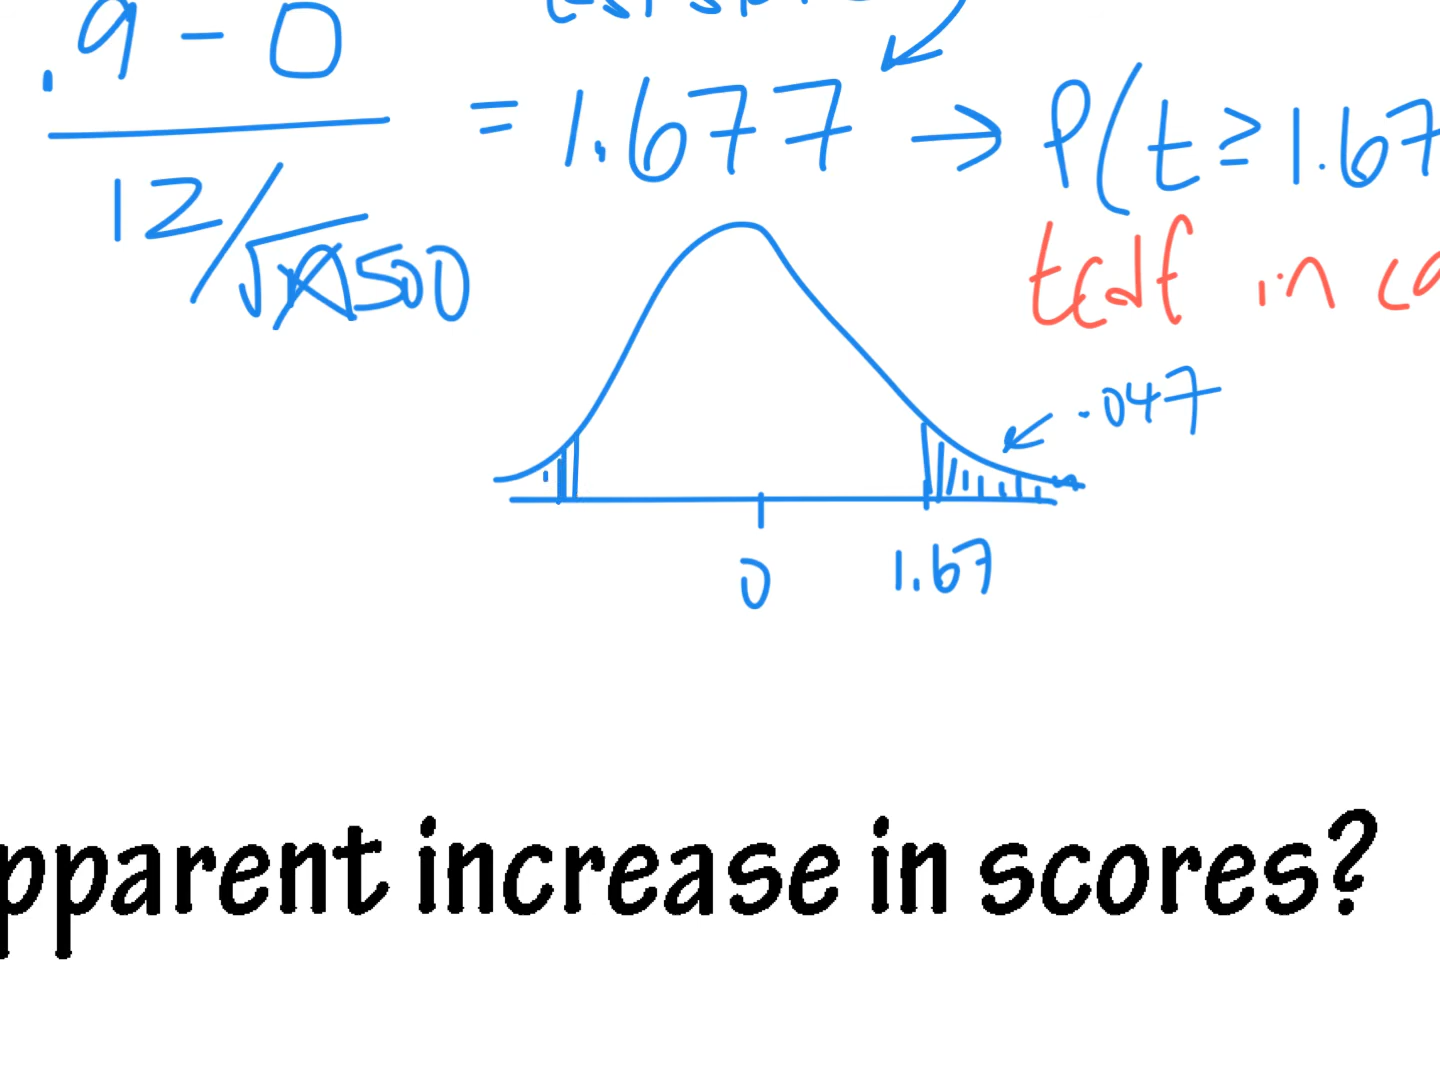 .9 - 0
= 1.677 → P(t ≥ 1.67
12/√500
tcdf in
.047
0
1.67
pparent increase in scores?